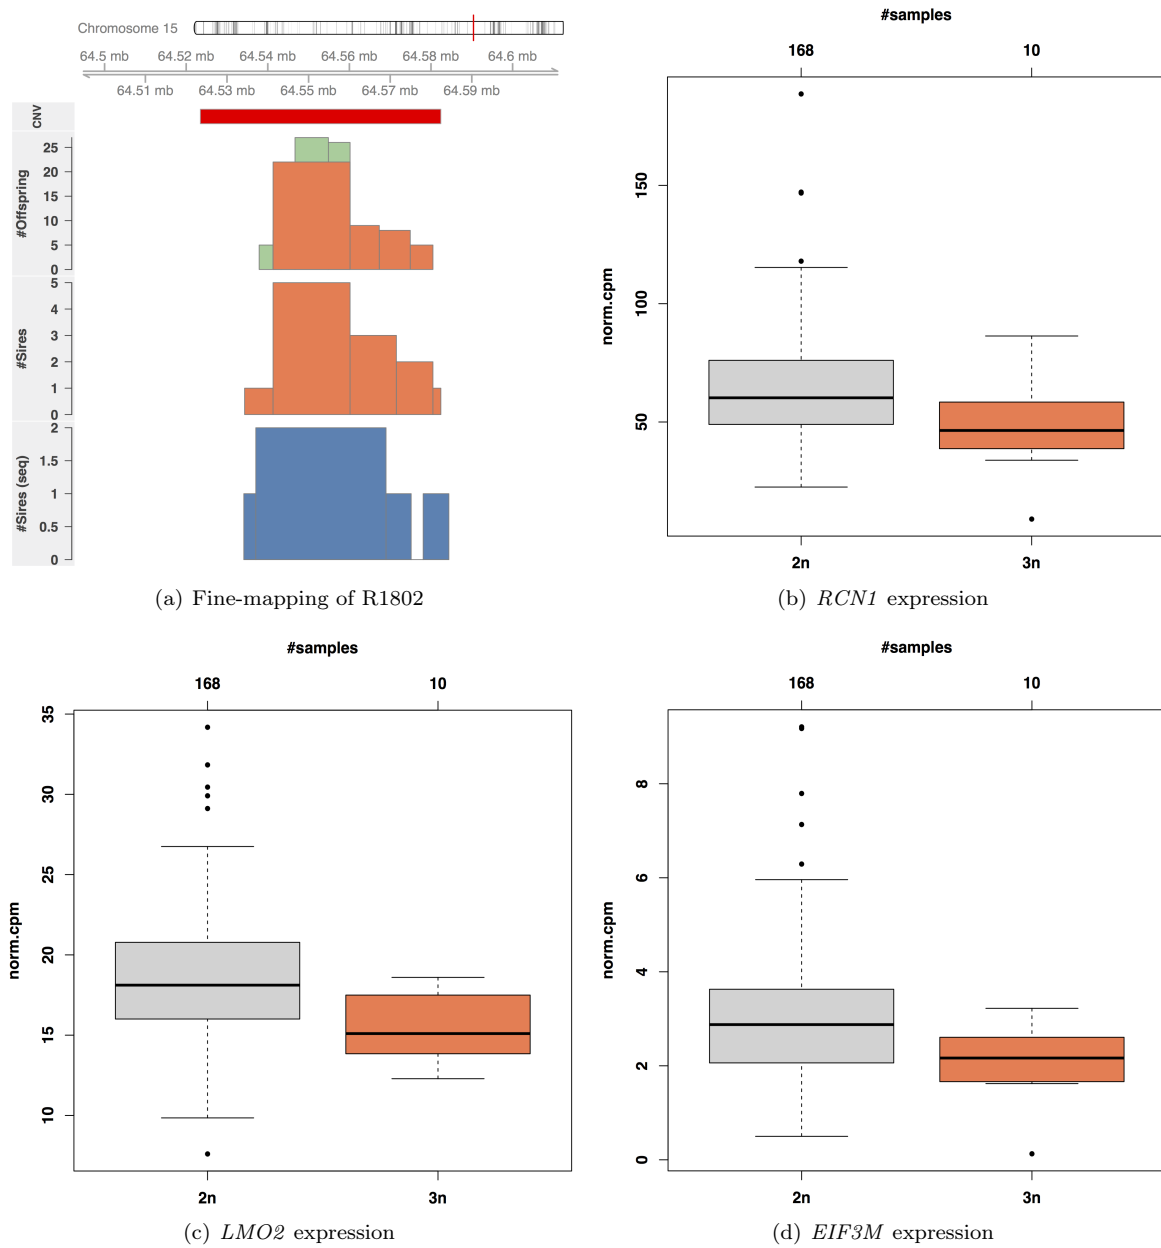 Chromosome 15
64.5 mb 64.52 mb 64.54 mb 64.56 mb 64.58 mb 64.6 mb
64.51 mb 64.53 mb 64.55 mb 64.57 mb 64.59 mb
CNV
#Offspring
25
20
15
10
5
0
#Sires
5
4
3
2
1
0
#Sires (seq)
2
1.5
1
0.5
0
(a) Fine-mapping of R1802
#samples
168 10
norm.cpm
150
100
50
2n 3n
(b) RCN1 expression
#samples
168 10
norm.cpm
35
30
25
20
15
10
2n 3n
(c) LMO2 expression
#samples
168 10
norm.cpm
8
6
4
2
0
2n 3n
(d) EIF3M expression